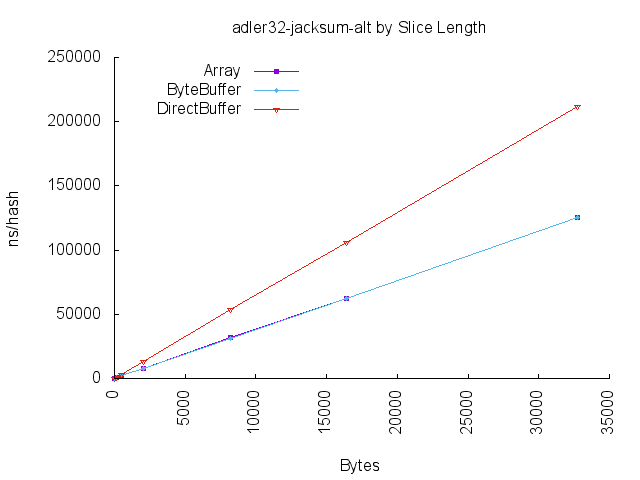 adler32-jacksum-alt by Slice Length
250000
200000
150000
100000
50000
0
ns/hash
Array
ByteBuffer
DirectBuffer
0
5000
10000
15000
20000
25000
30000
35000
Bytes